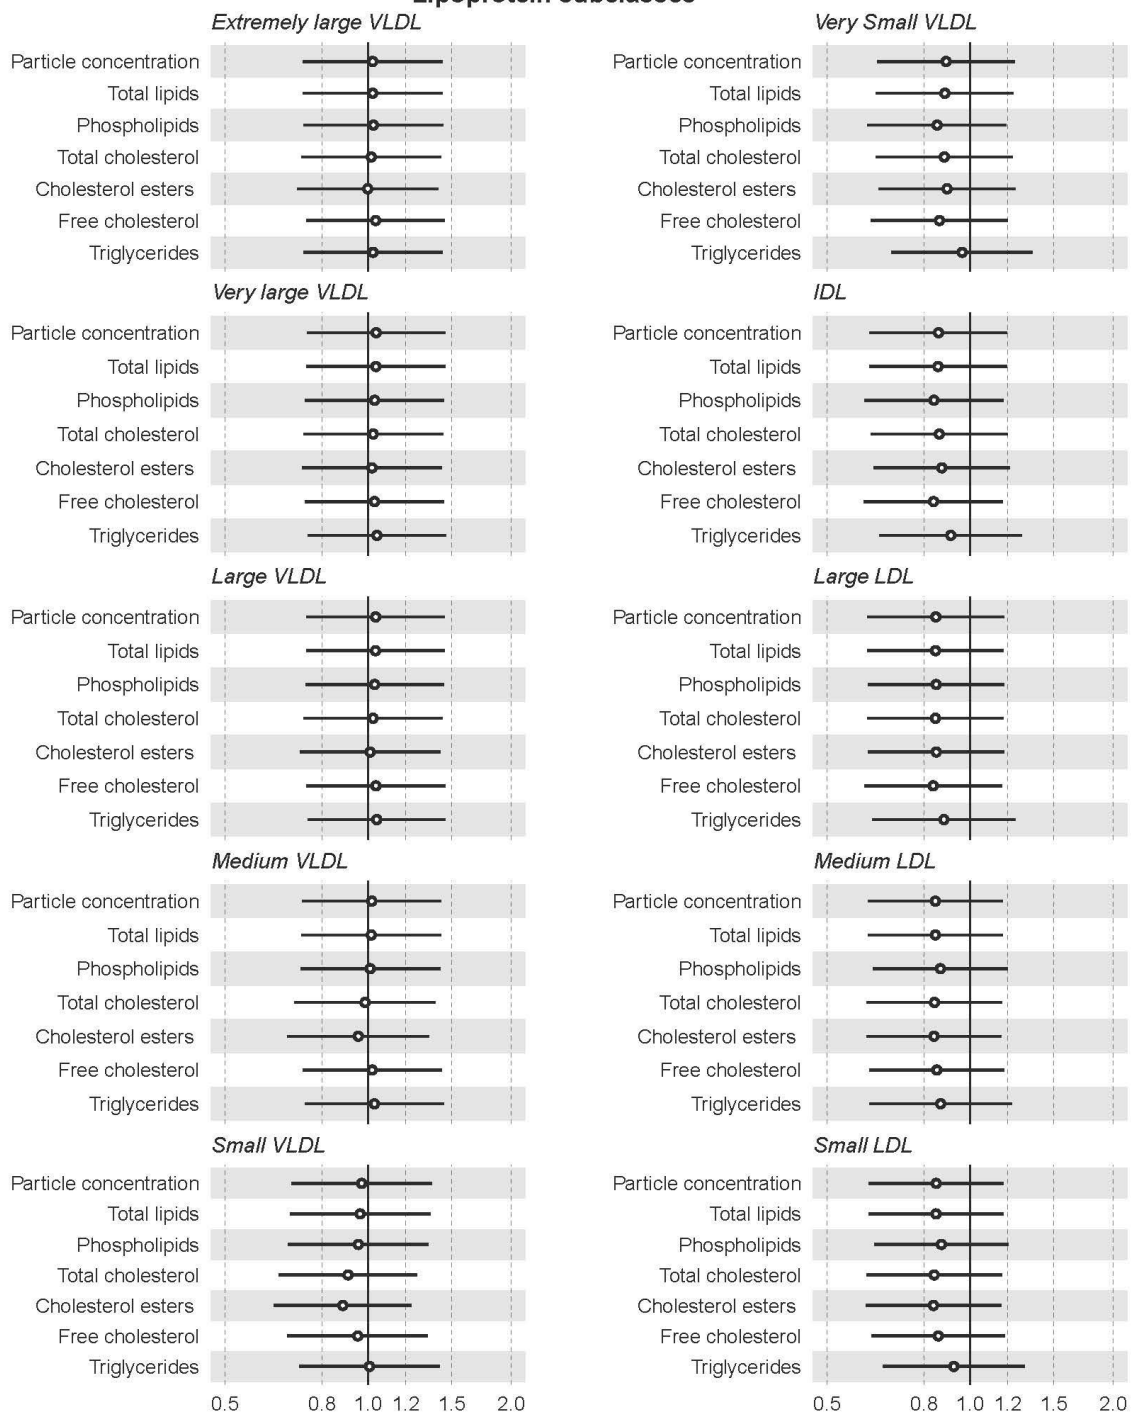 Lipoprotein subclasses
Extremely large VLDL
Particle concentration
Total lipids
Phospholipids
Total cholesterol
Cholesterol esters
Free cholesterol
Triglycerides
Very large VLDL
Particle concentration
Total lipids
Phospholipids
Total cholesterol
Cholesterol esters
Free cholesterol
Triglycerides
Large VLDL
Particle concentration
Total lipids
Phospholipids
Total cholesterol
Cholesterol esters
Free cholesterol
Triglycerides
Medium VLDL
Particle concentration
Total lipids
Phospholipids
Total cholesterol
Cholesterol esters
Free cholesterol
Triglycerides
Small VLDL
Particle concentration
Total lipids
Phospholipids
Total cholesterol
Cholesterol esters
Free cholesterol
Triglycerides
0.5 0.8 1.0 1.2 1.5 2.0
Very Small VLDL
Particle concentration
Total lipids
Phospholipids
Total cholesterol
Cholesterol esters
Free cholesterol
Triglycerides
IDL
Particle concentration
Total lipids
Phospholipids
Total cholesterol
Cholesterol esters
Free cholesterol
Triglycerides
Large LDL
Particle concentration
Total lipids
Phospholipids
Total cholesterol
Cholesterol esters
Free cholesterol
Triglycerides
Medium LDL
Particle concentration
Total lipids
Phospholipids
Total cholesterol
Cholesterol esters
Free cholesterol
Triglycerides
Small LDL
Particle concentration
Total lipids
Phospholipids
Total cholesterol
Cholesterol esters
Free cholesterol
Triglycerides
0.5 0.8 1.0 1.2 1.5 2.0